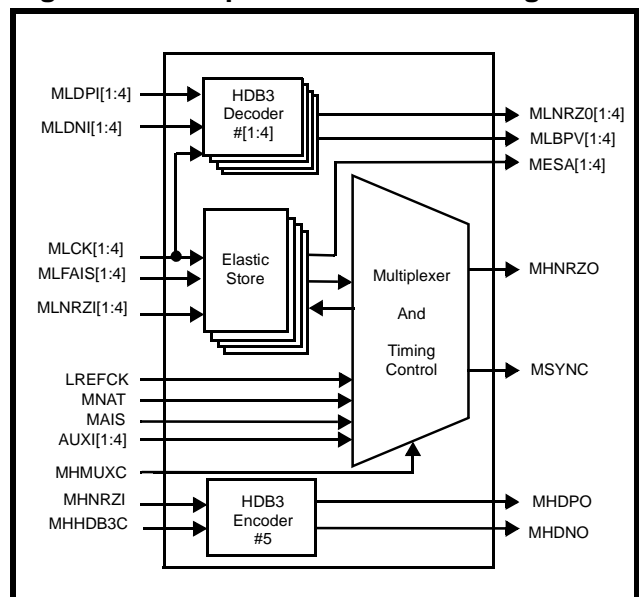 MLDPI[1:4]
MLDNI[1:4]
HDB3
Decoder
#[1:4]
MLNRZ0[1:4]
MLBPV[1:4]
MESA[1:4]
MLCK[1:4]
MLFAIS[1:4]
MLNRZI[1:4]
Elastic
Store
Multiplexer
And
Timing
Control
MHNRZO
MSYNC
LREFCK
MNAT
MAIS
AUXI[1:4]
MHMUXC
MHNRZI
MHHDB3C
HDB3
Encoder
#5
MHDPO
MHDNO